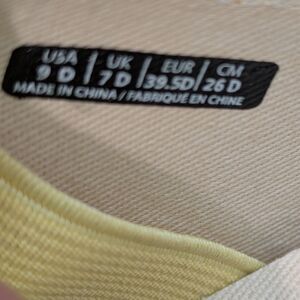 USA | UK | EUR | CM
9 D | 7 D | 39.5D | 26 D
MADE IN CHINA / FABRIQUÉ EN CHINE